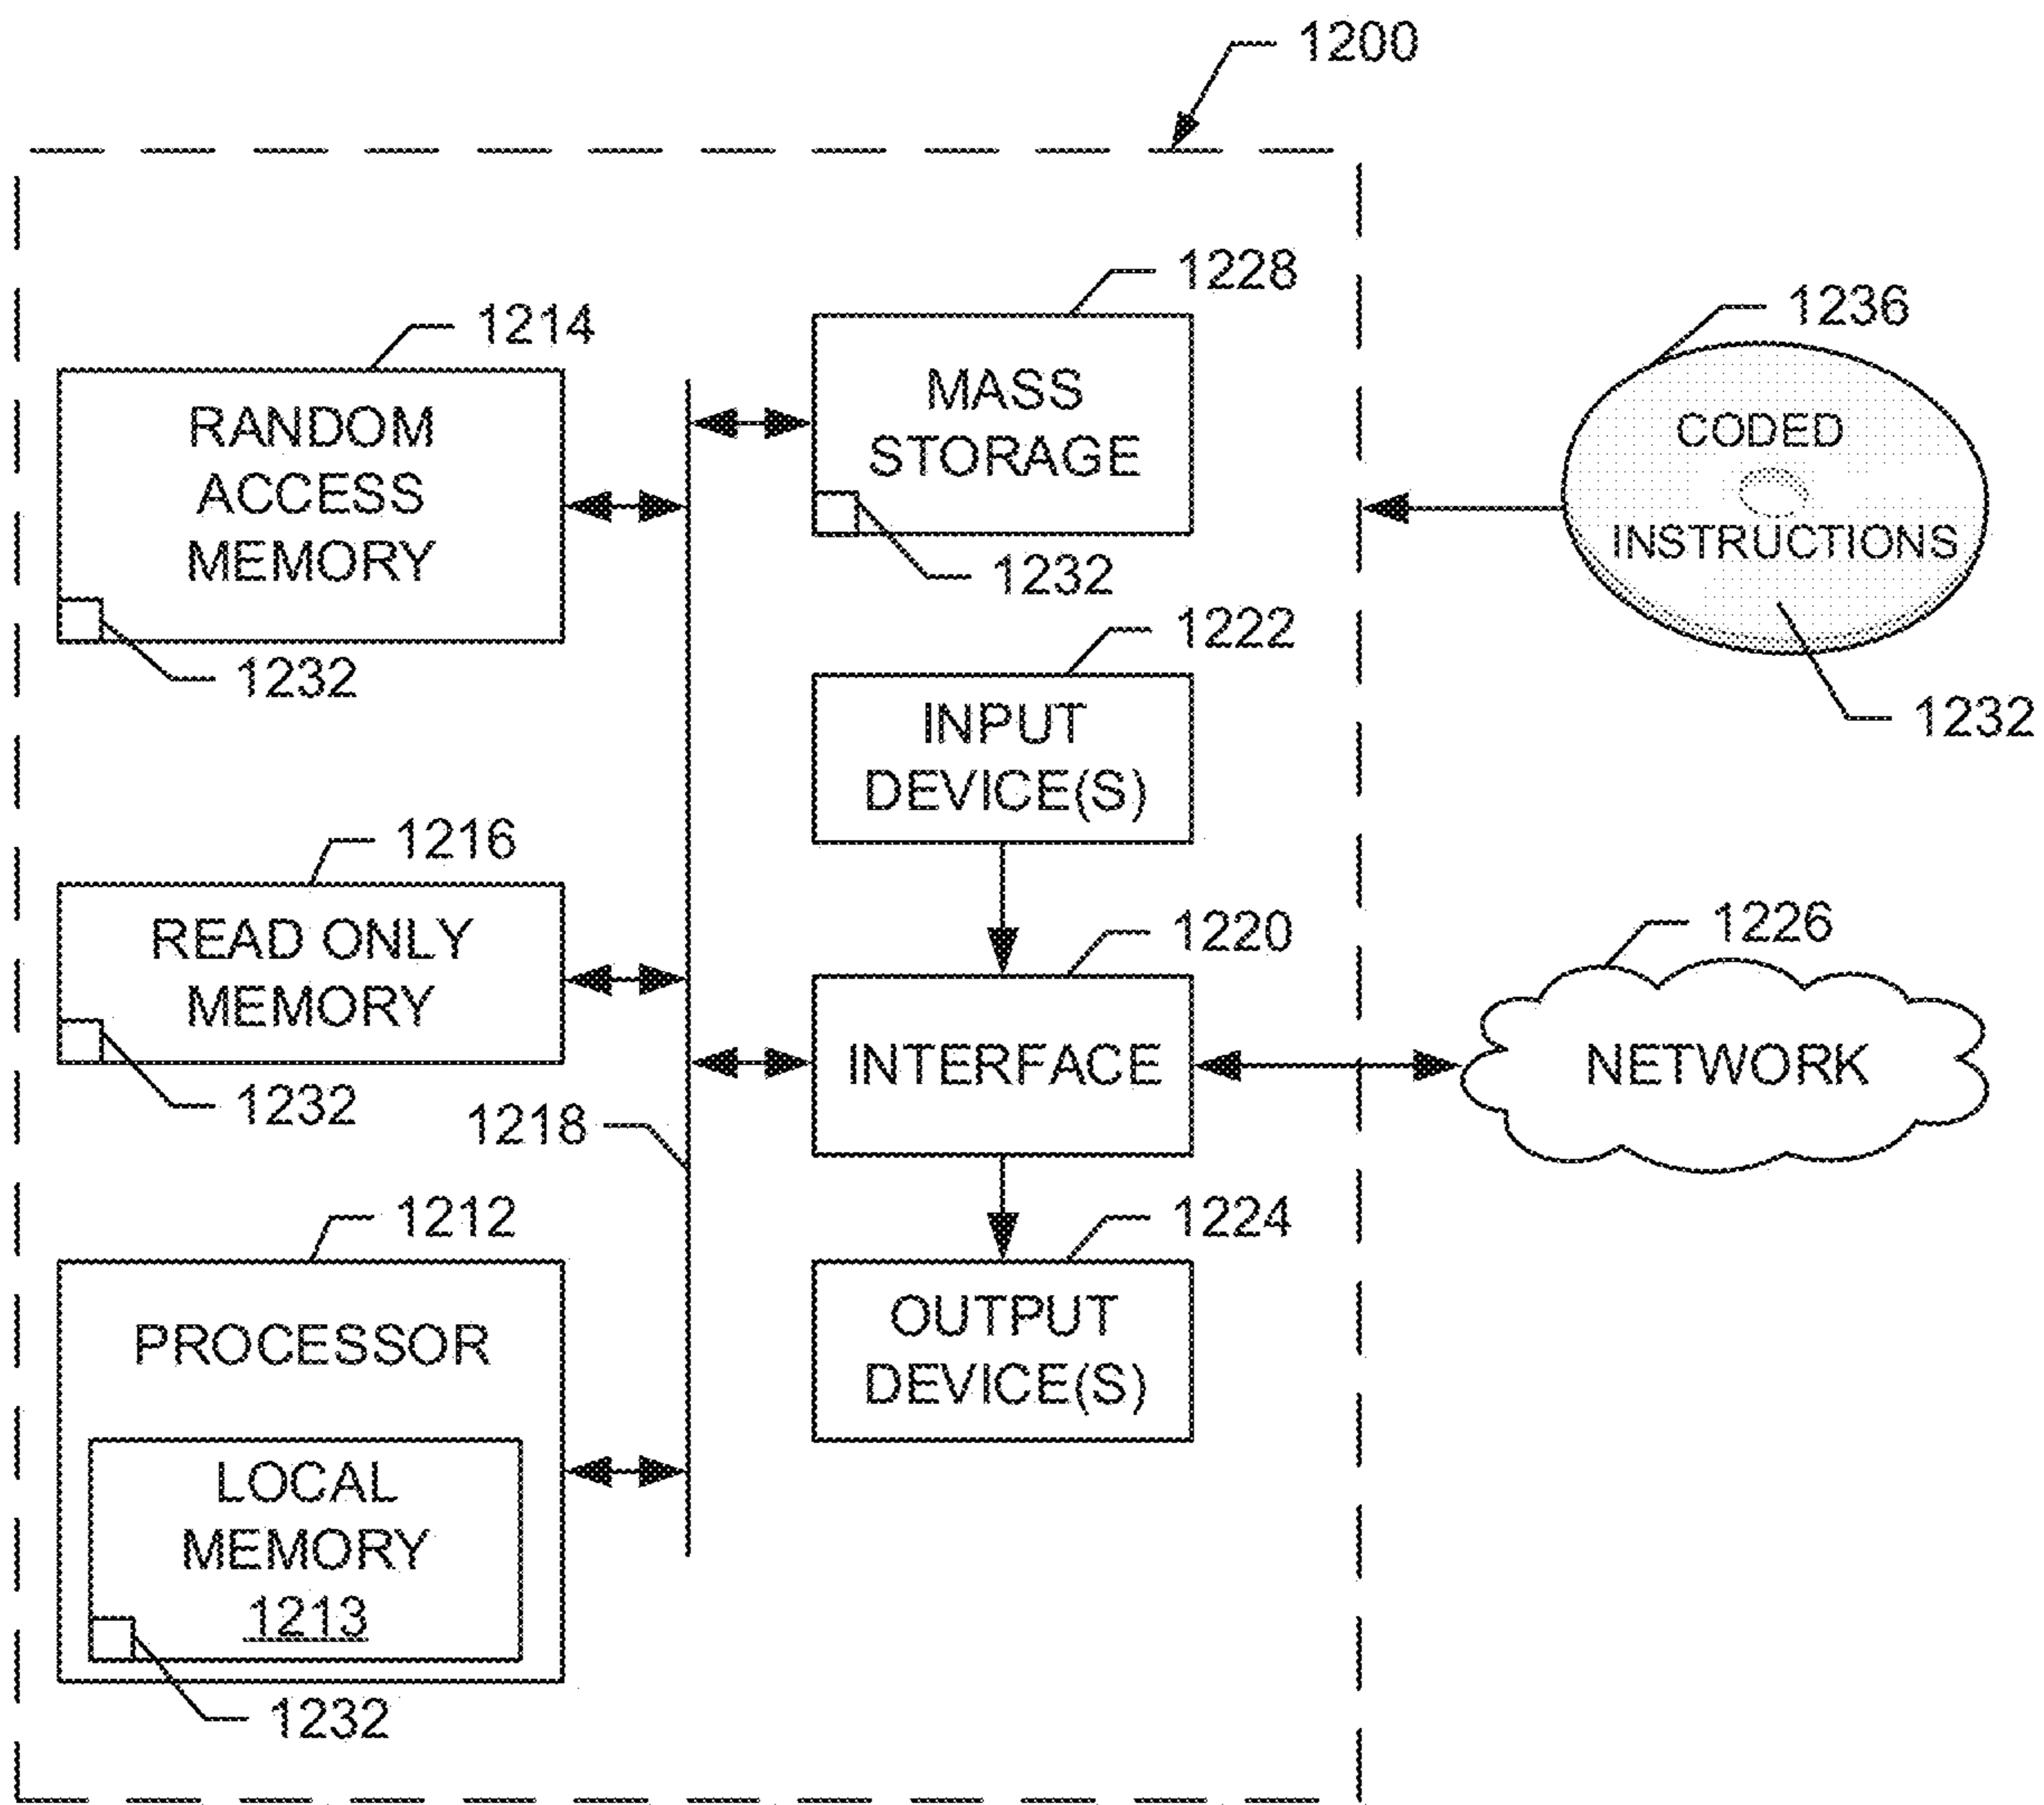 1200
1228
1214
1236
MASS
STORAGE
RANDOM
ACCESS
MEMORY
CODED
INSTRUCTIONS
1232
1232
1222
1232
INPUT
DEVICE(S)
1216
1220
1226
READ ONLY
MEMORY
INTERFACE
NETWORK
1232
1218
1212
1224
PROCESSOR
OUTPUT
DEVICE(S)
LOCAL
MEMORY
1213
1232